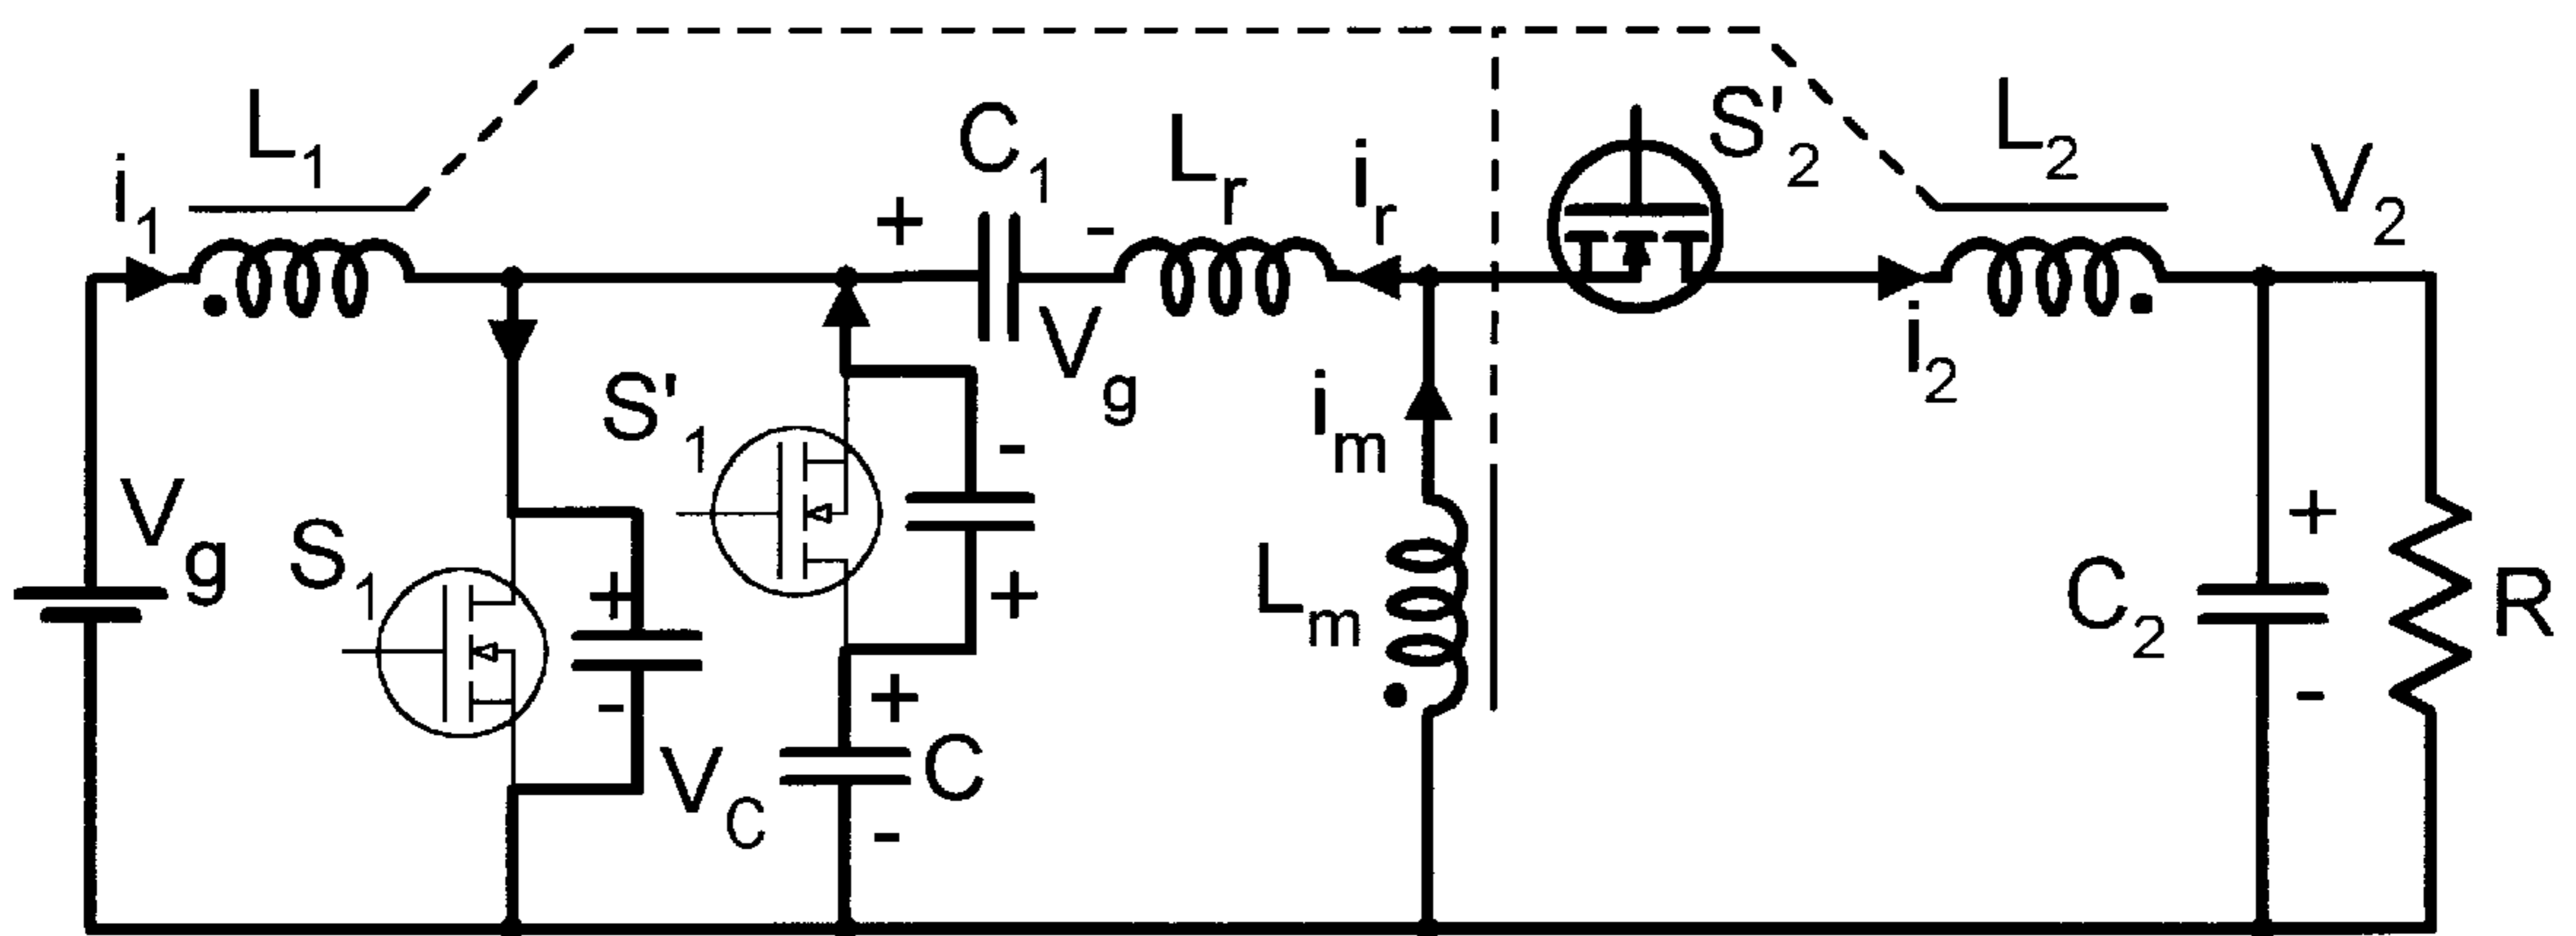 i1
L1
C1
Lr
ir
S'2
L2
V2
+
-
Vg
i2
S'1
im
Vg
S1
-
+
+
-
+
Lm
C2
+
-
R
VC
+
C
-